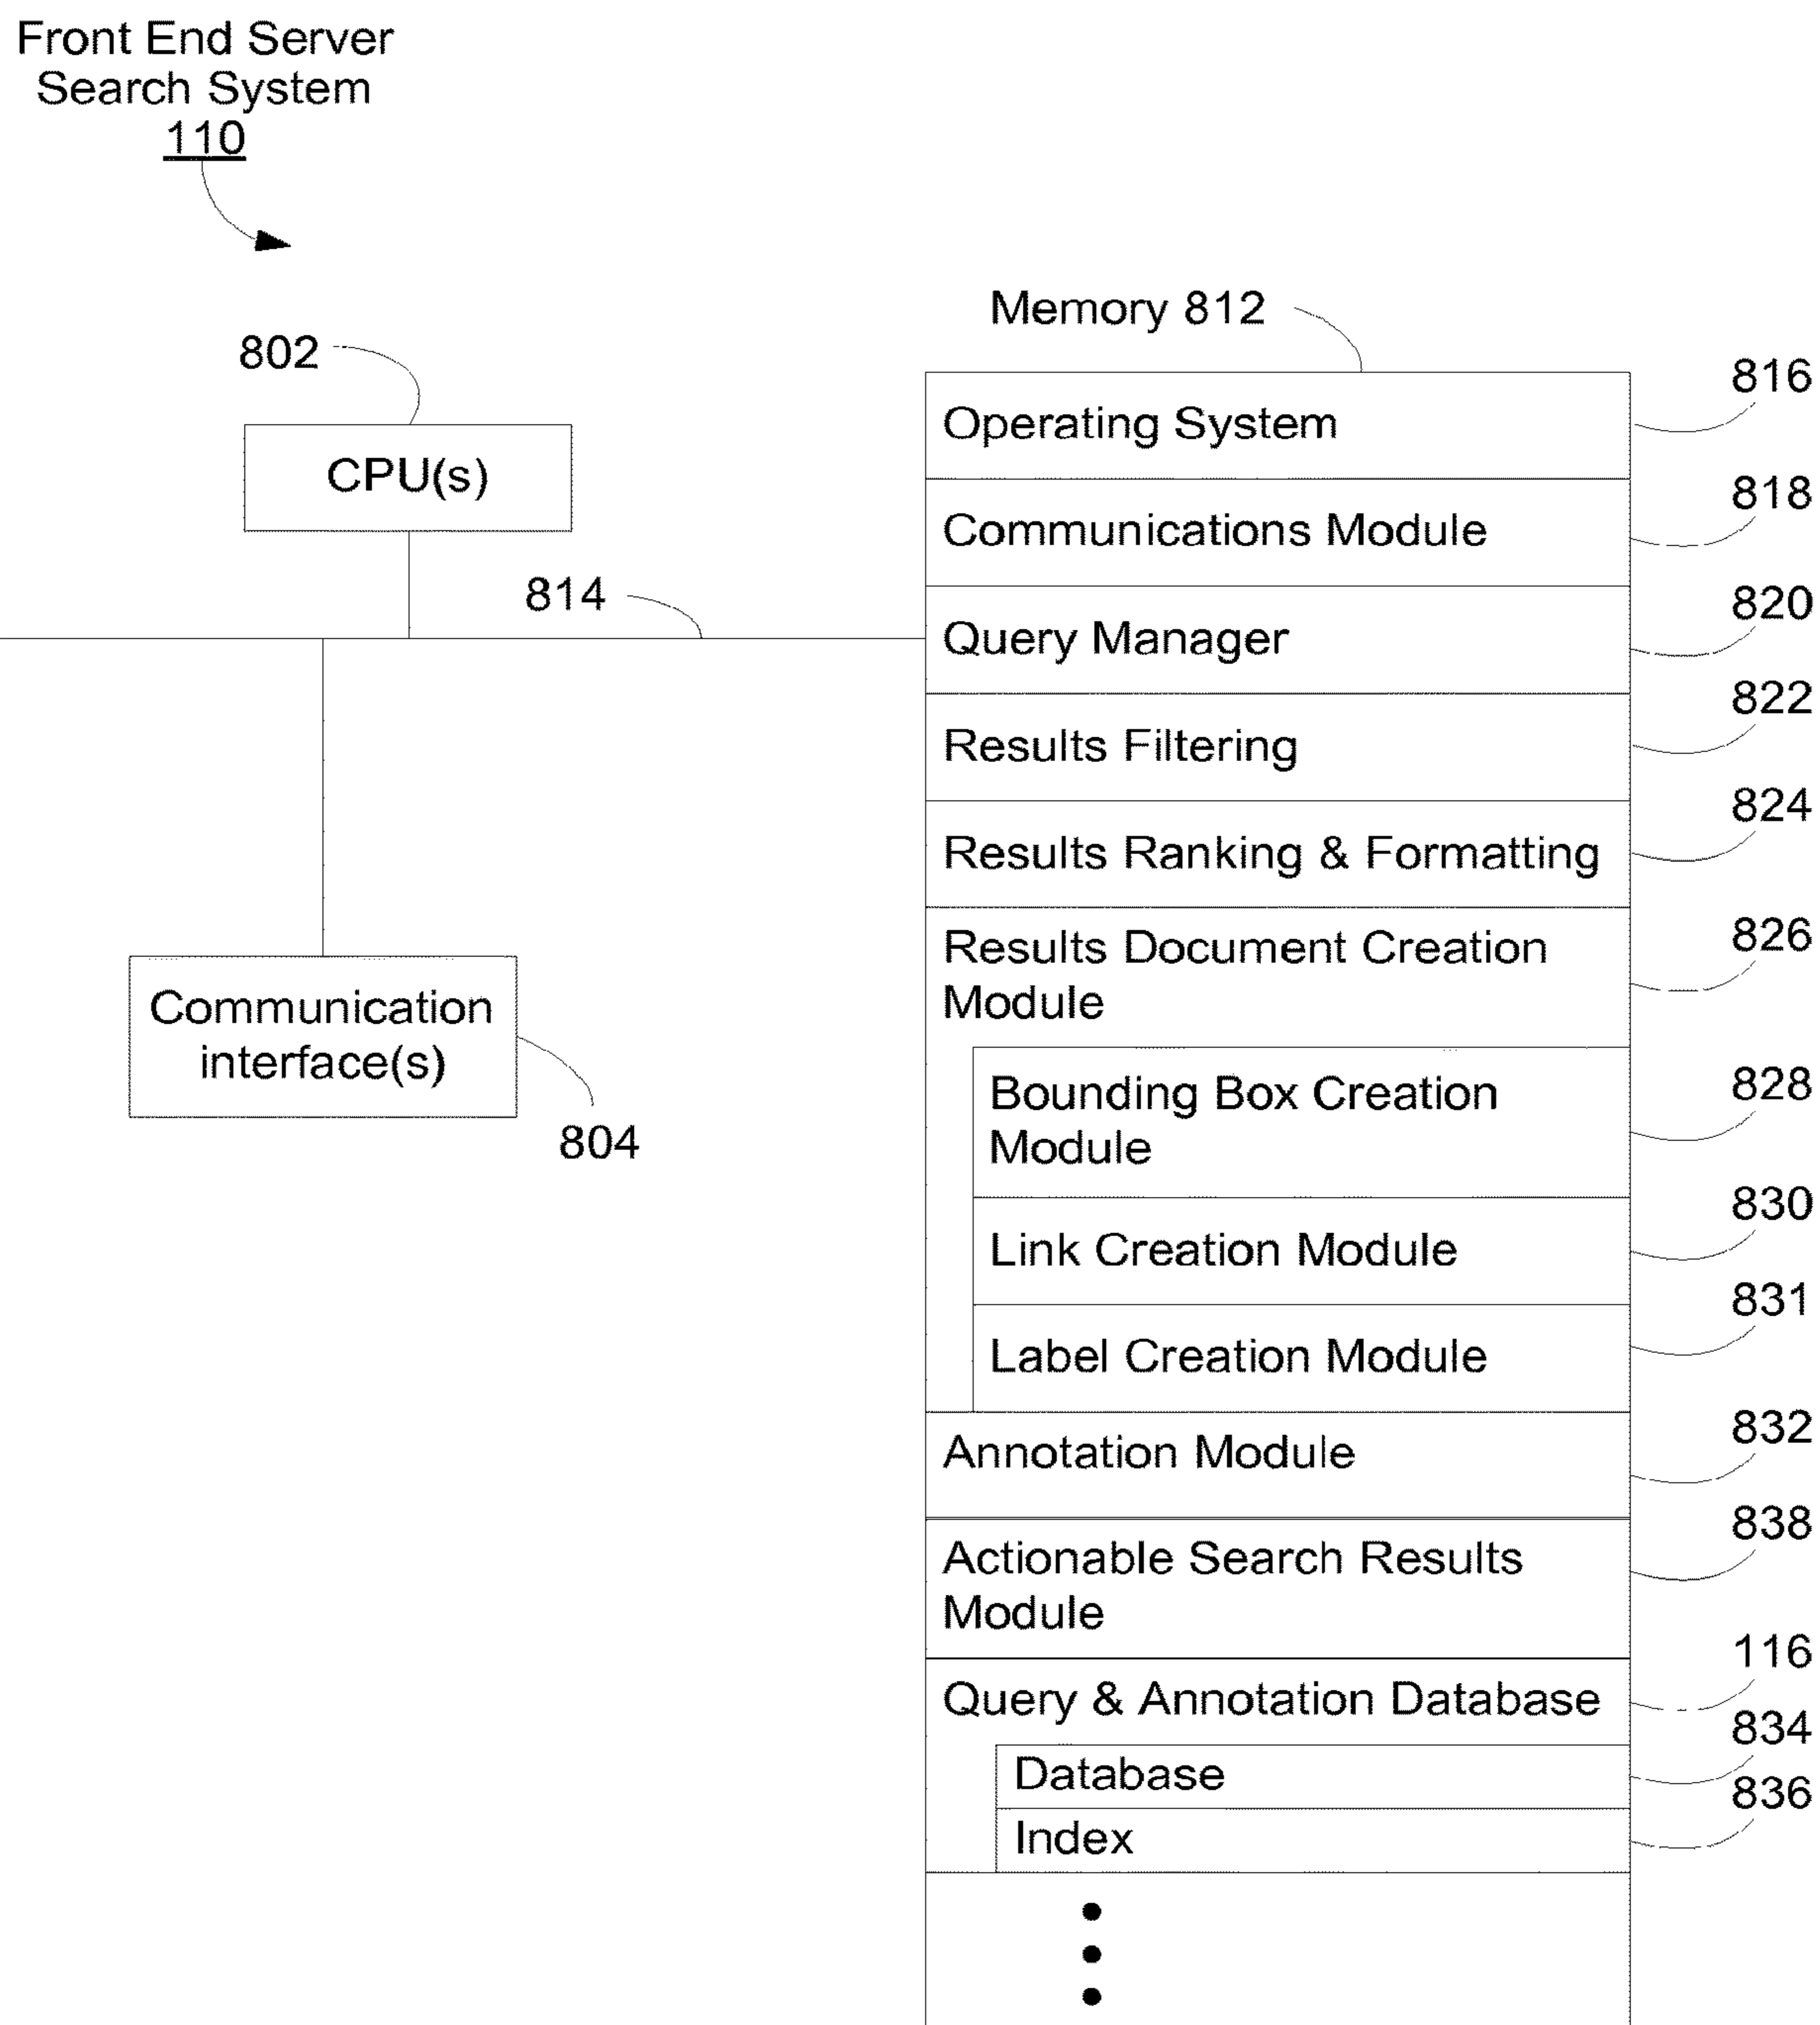 Front End Server
Search System
110
Memory 812
802
816
Operating System
CPU(s)
818
Communications Module
814
820
Query Manager
822
Results Filtering
824
Results Ranking & Formatting
826
Results Document Creation
Module
Communication
interface(s)
804
828
Bounding Box Creation
Module
830
Link Creation Module
831
Label Creation Module
832
Annotation Module
838
Actionable Search Results
Module
116
Query & Annotation Database
834
Database
836
Index